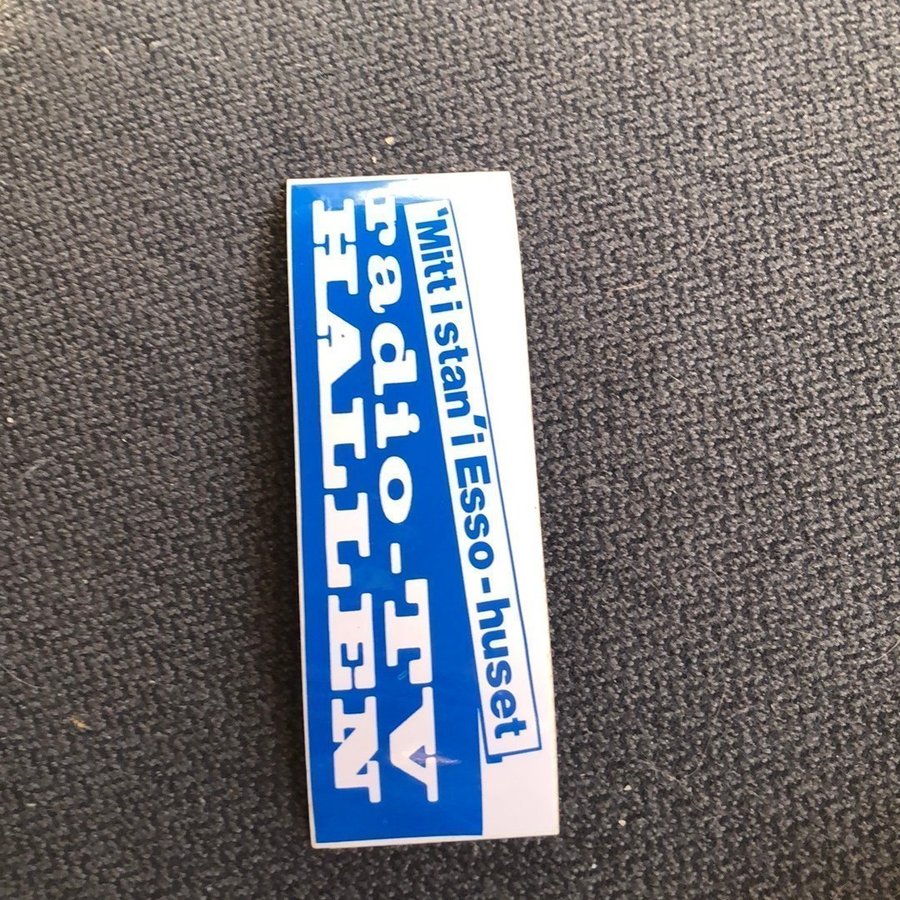 'Mitt i stan' i Esso-huset
radio-TV
HALLEN